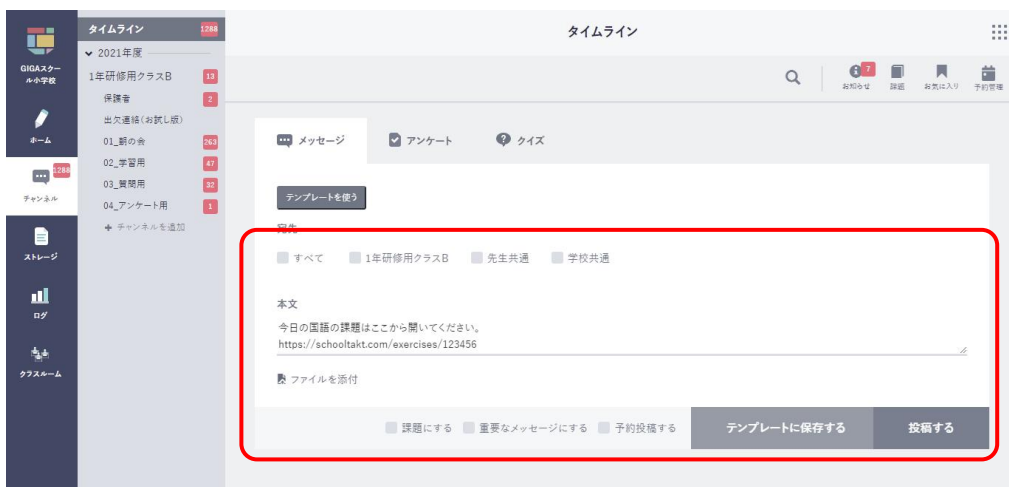 GIGAスクー
ル小学校
ホーム
1288
チャンネル
ストレージ
ログ
クラスルーム
タイムライン 1288
2021年度
1年研修用クラスB 13
保護者 2
出欠連絡(お試し版)
01_朝の会 263
02_学習用 47
03_質問用 32
04_アンケート用 1
+ チャンネルを追加
タイムライン
7
お知らせ 課題 お気に入り 予約管理
メッセージ アンケート クイズ
テンプレートを使う
宛先
すべて 1年研修用クラスB 先生共通 学校共通
本文
今日の国語の課題はここから開いてください。
https://schooltakt.com/exercises/123456
ファイルを添付
課題にする 重要なメッセージにする 予約投稿する テンプレートに保存する 投稿する